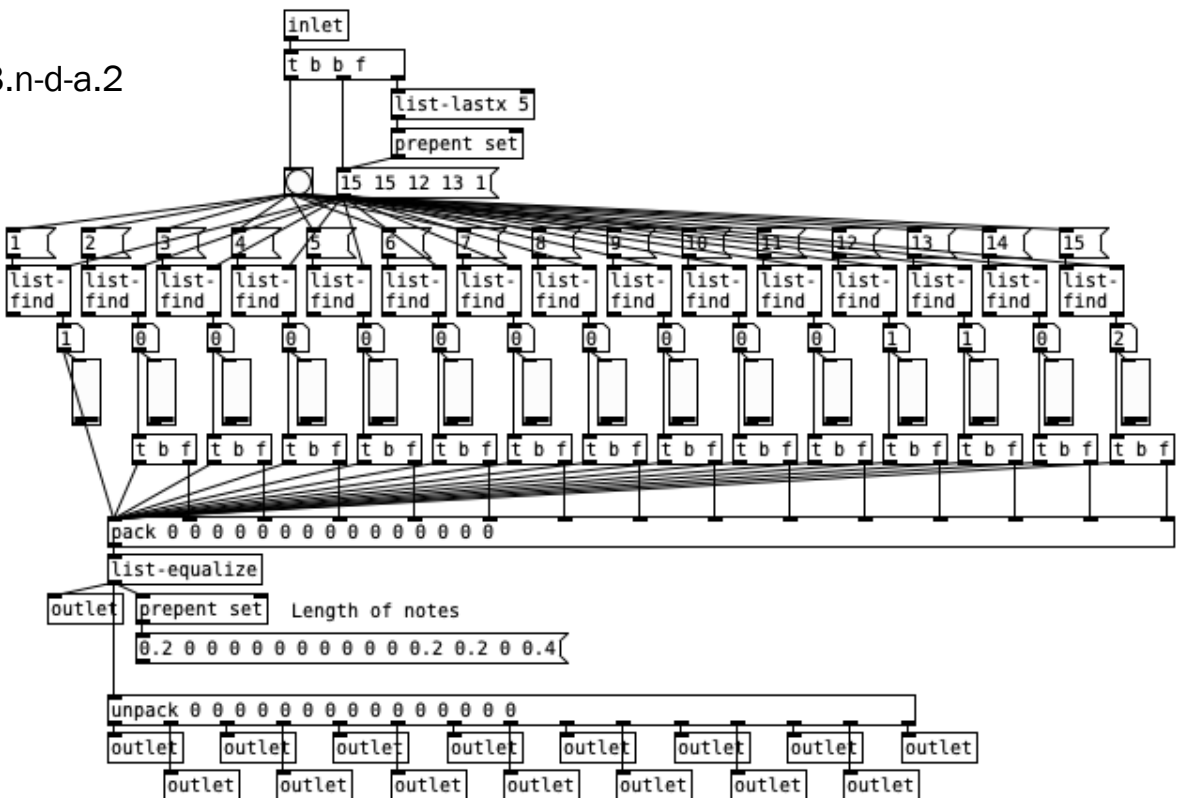 inlet
3.n-d-a.2
t b b f
list-lastx 5
prepent set
15 15 12 13 1
1 2 3 4 5 6 7 8 9 10 11 12 13 14 15
list- list- list- list- list- list- list- list- list- list- list- list- list- list- list-
find find find find find find find find find find find find find find find
1 0 0 0 0 0 0 0 0 0 0 1 1 0 2
t b f t b f t b f t b f t b f t b f t b f t b f t b f t b f t b f t b f t b f t b f
pack 0 0 0 0 0 0 0 0 0 0 0 0 0 0 0
list-equalize
outlet prepent set Length of notes
0.2 0 0 0 0 0 0 0 0 0 0 0.2 0.2 0 0.4
unpack 0 0 0 0 0 0 0 0 0 0 0 0 0 0 0
outlet outlet outlet outlet outlet outlet outlet outlet
outlet outlet outlet outlet outlet outlet outlet